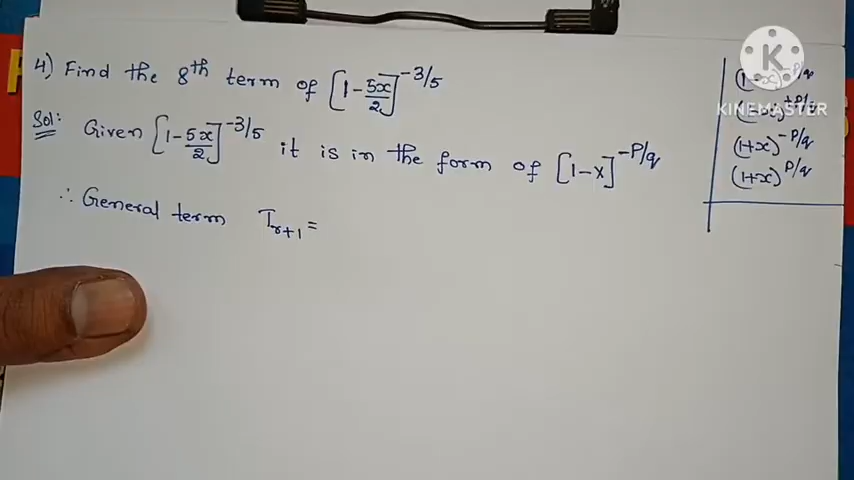 4) Find the 8th term of [1-5x/2]^-3/5
Sol: Given [1-5x/2]^-3/5 it is in the form of [1-x]^-P/q
∴ General term T_r+1 =
(1-x)^-P/q
(1-x)^+P/q
(1+x)^-P/q
(1+x)^P/q
K
KINEMASTER